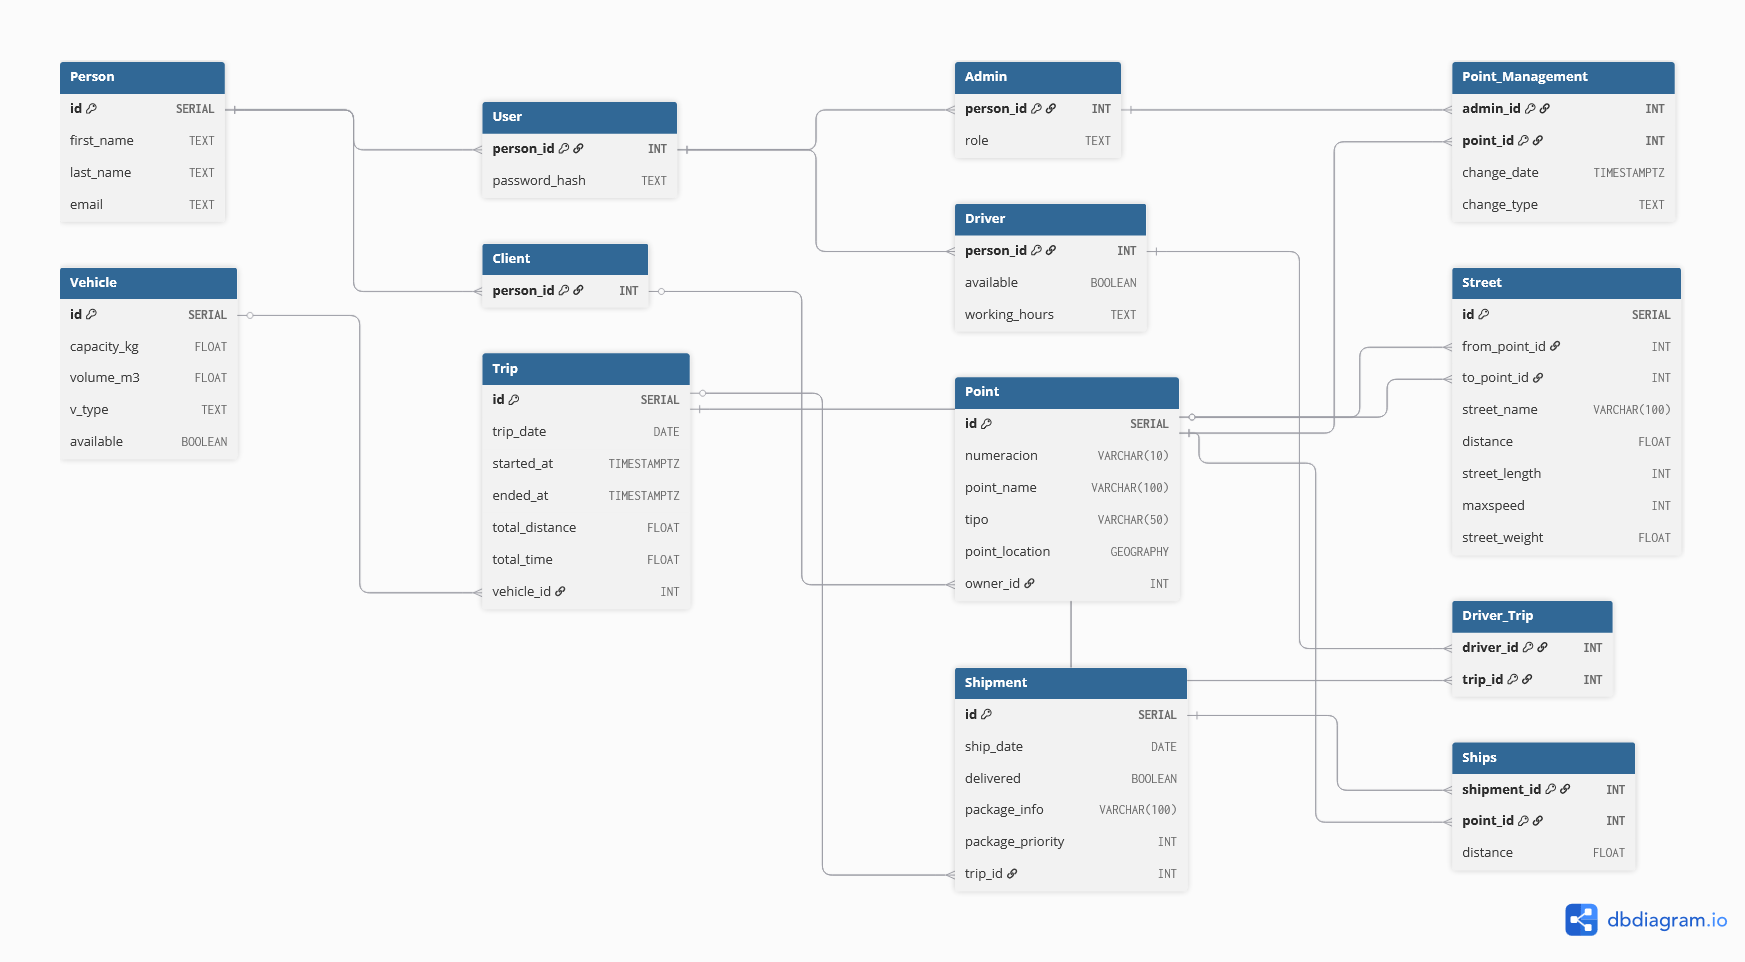 Person
id SERIAL
first_name TEXT
last_name TEXT
email TEXT
Vehicle
id SERIAL
capacity_kg FLOAT
volume_m3 FLOAT
v_type TEXT
available BOOLEAN
User
person_id INT
password_hash TEXT
Client
person_id INT
Trip
id SERIAL
trip_date DATE
started_at TIMESTAMPTZ
ended_at TIMESTAMPTZ
total_distance FLOAT
total_time FLOAT
vehicle_id INT
Admin
person_id INT
role TEXT
Driver
person_id INT
available BOOLEAN
working_hours TEXT
Point
id SERIAL
numeracion VARCHAR(10)
point_name VARCHAR(100)
tipo VARCHAR(50)
point_location GEOGRAPHY
owner_id INT
Shipment
id SERIAL
ship_date DATE
delivered BOOLEAN
package_info VARCHAR(100)
package_priority INT
trip_id INT
Point_Management
admin_id INT
point_id INT
change_date TIMESTAMPTZ
change_type TEXT
Street
id SERIAL
from_point_id INT
to_point_id INT
street_name VARCHAR(100)
distance FLOAT
street_length INT
maxspeed INT
street_weight FLOAT
Driver_Trip
driver_id INT
trip_id INT
Ships
shipment_id INT
point_id INT
distance FLOAT
dbdiagram.io